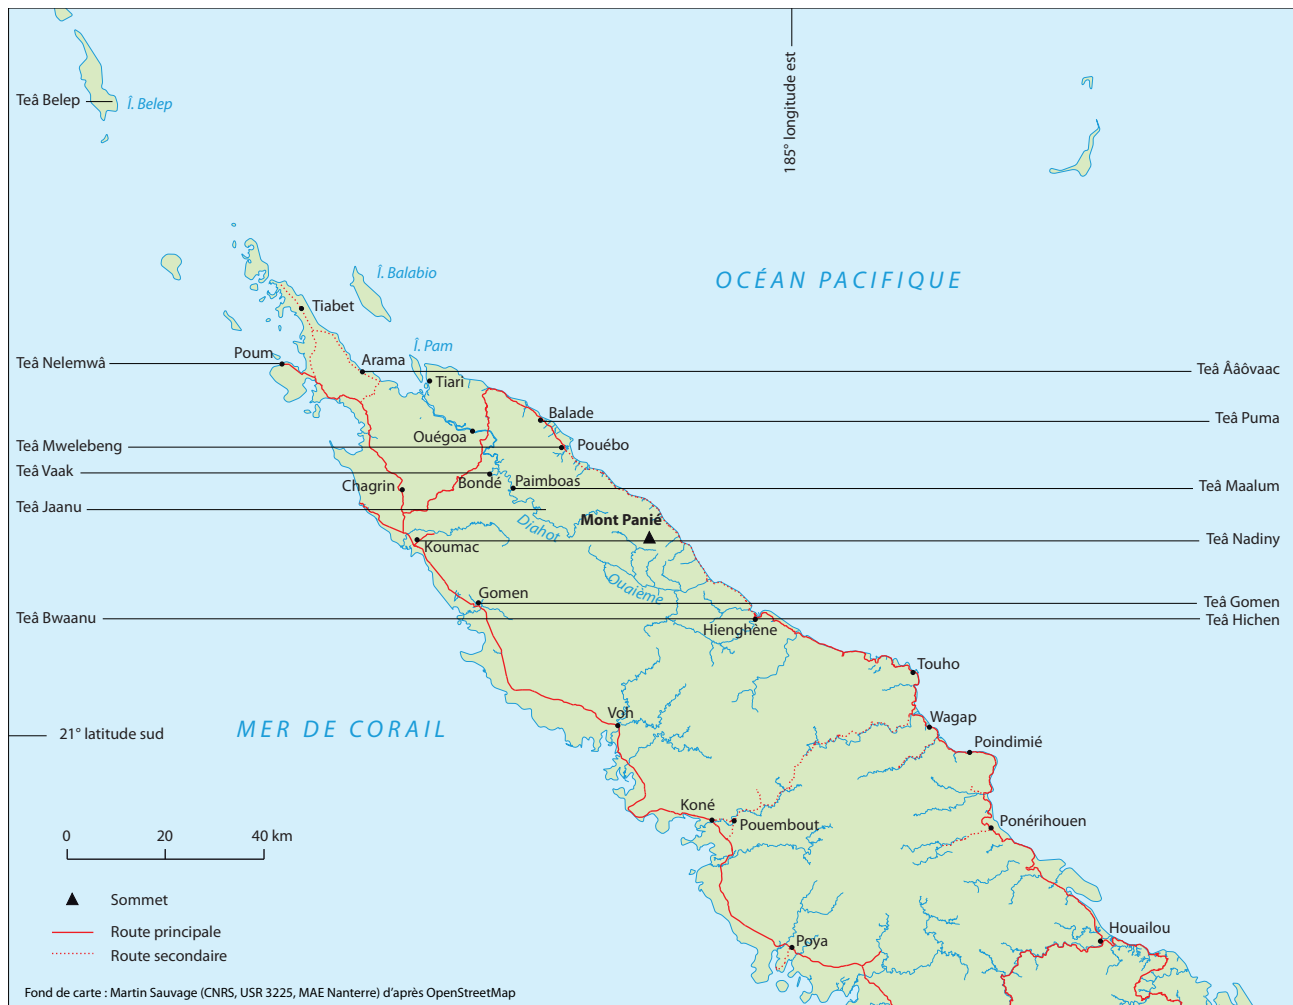 185° longitude est
Teâ Belep
Î. Belep
OCÉAN PACIFIQUE
Î. Balabio
Tiabet
Î. Pam
Poum
Arama
Teâ Nelemwâ
Teâ Ââôvaac
Tiari
Balade
Teâ Puma
Ouégoa
Teâ Mwelebeng
Pouébo
Teâ Vaak
Bondé
Paimboas
Chagrin
Teâ Maalum
Teâ Jaanu
Mont Panié
Diahot
Koumac
Teâ Nadiny
Ouaième
Gomen
Teâ Gomen
Teâ Bwaanu
Teâ Hichen
Hienghène
Touho
Voh
Wagap
MER DE CORAIL
21° latitude sud
Poindimié
Koné
Pouembout
Ponérihouen
0 20 40 km
Sommet
Route principale
Route secondaire
Houaïlou
Poya
Fond de carte : Martin Sauvage (CNRS, USR 3225, MAE Nanterre) d'après OpenStreetMap